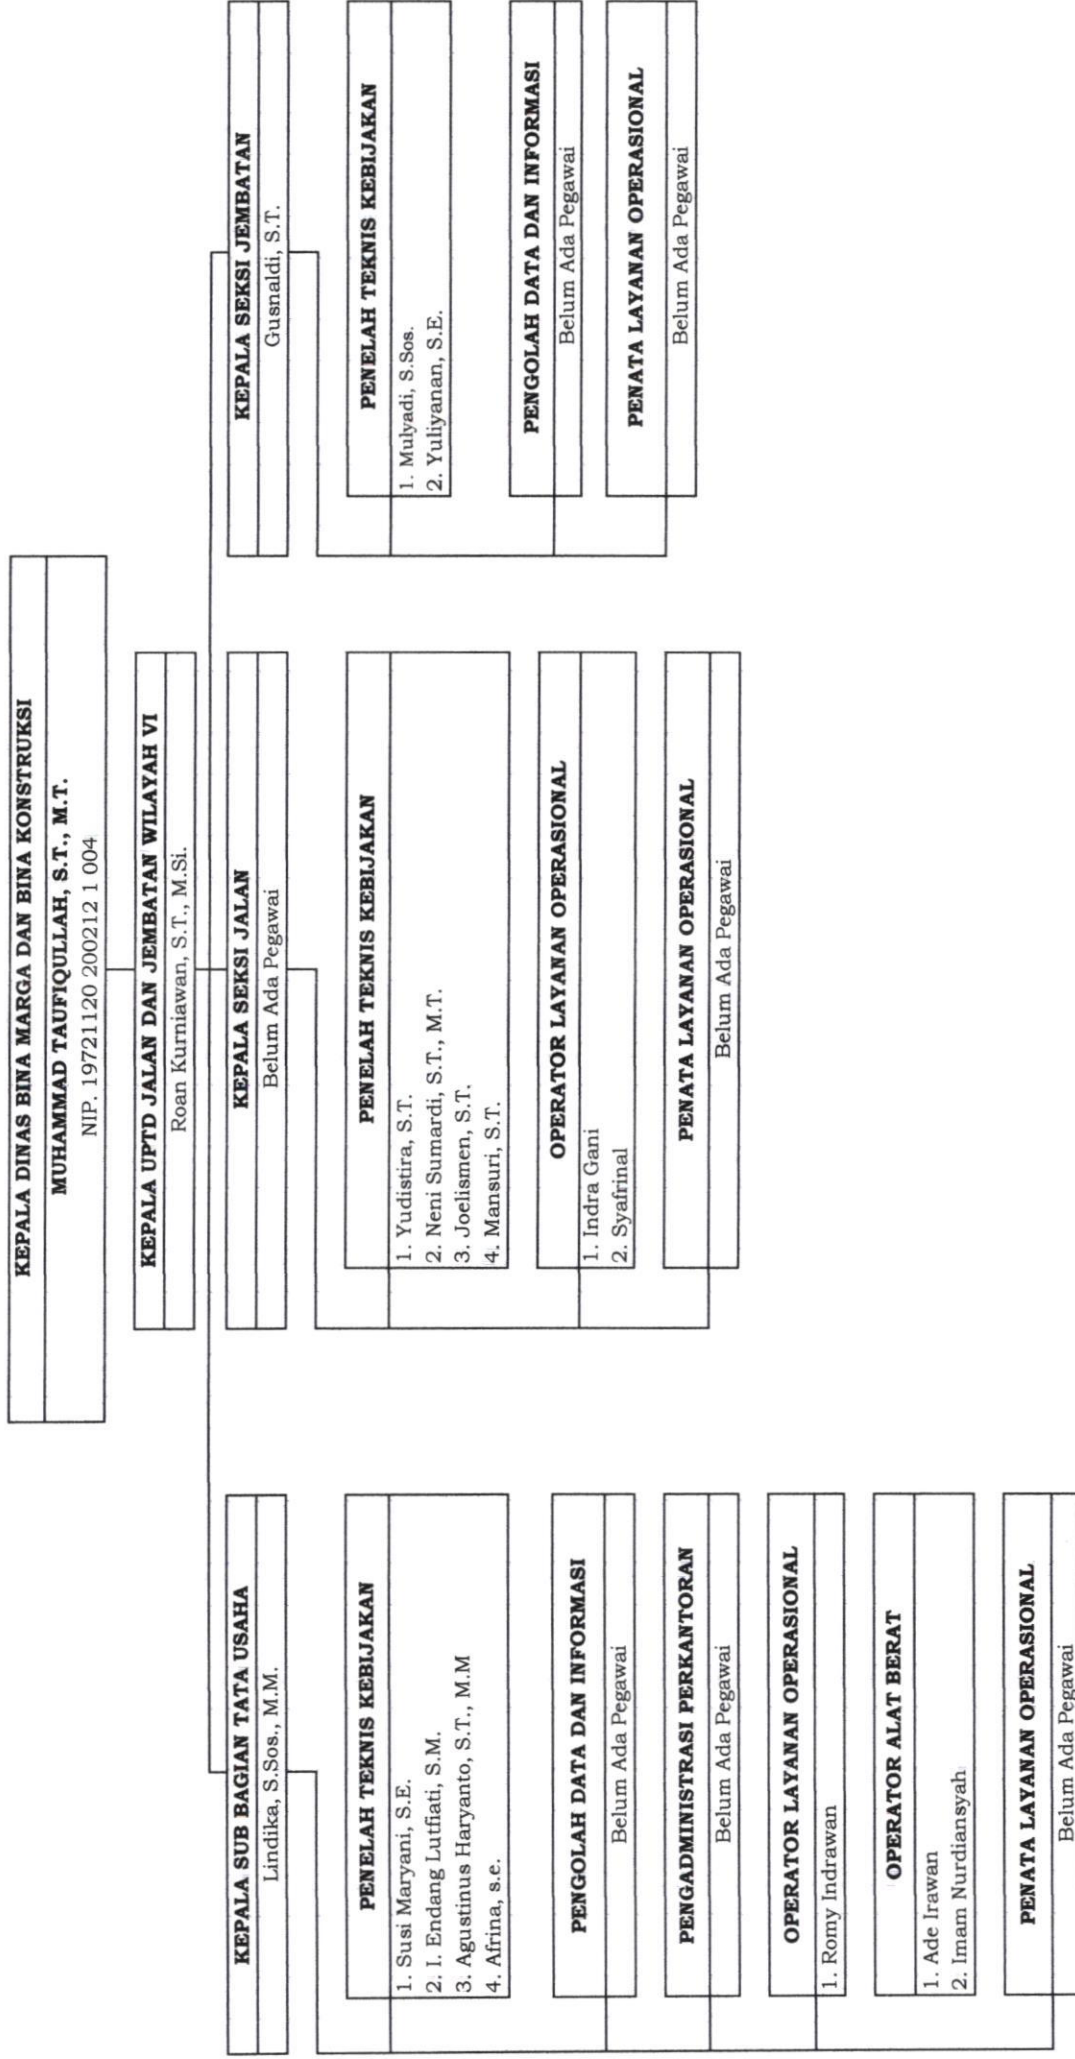 KEPALA DINAS BINA MARGA DAN BINA KONSTRUKSI
MUHAMMAD TAUFIQULLAH, S.T., M.T.
NIP. 19721120 200212 1 004
KEPALA UPTD JALAN DAN JEMBATAN WILAYAH VI
Roan Kurniawan, S.T., M.Si.
KEPALA SUB BAGIAN TATA USAHA
Lindika, S.Sos., M.M.
PENELAH TEKNIS KEBIJAKAN
1. Susi Maryani, S.E.
2. I. Endang Lutfiati, S.M.
3. Agustinus Haryanto, S.T., M.M
4. Afrina, s.e.
PENGOLAH DATA DAN INFORMASI
Belum Ada Pegawai
PENGADMINISTRASI PERKANTORAN
Belum Ada Pegawai
OPERATOR LAYANAN OPERASIONAL
1. Romy Indrawan
OPERATOR ALAT BERAT
1. Ade Irawan
2. Imam Nurdiansyah
PENATA LAYANAN OPERASIONAL
Belum Ada Pegawai
KEPALA SEKSI JALAN
Belum Ada Pegawai
PENELAH TEKNIS KEBIJAKAN
1. Yudistira, S.T.
2. Neni Sumardi, S.T., M.T.
3. Joelismen, S.T.
4. Mansuri, S.T.
OPERATOR LAYANAN OPERASIONAL
1. Indra Gani
2. Syafrinal
PENATA LAYANAN OPERASIONAL
Belum Ada Pegawai
KEPALA SEKSI JEMBATAN
Gusnaldi, S.T.
PENELAH TEKNIS KEBIJAKAN
1. Mulyadi, S.Sos.
2. Yuliyanan, S.E.
PENGOLAH DATA DAN INFORMASI
Belum Ada Pegawai
PENATA LAYANAN OPERASIONAL
Belum Ada Pegawai